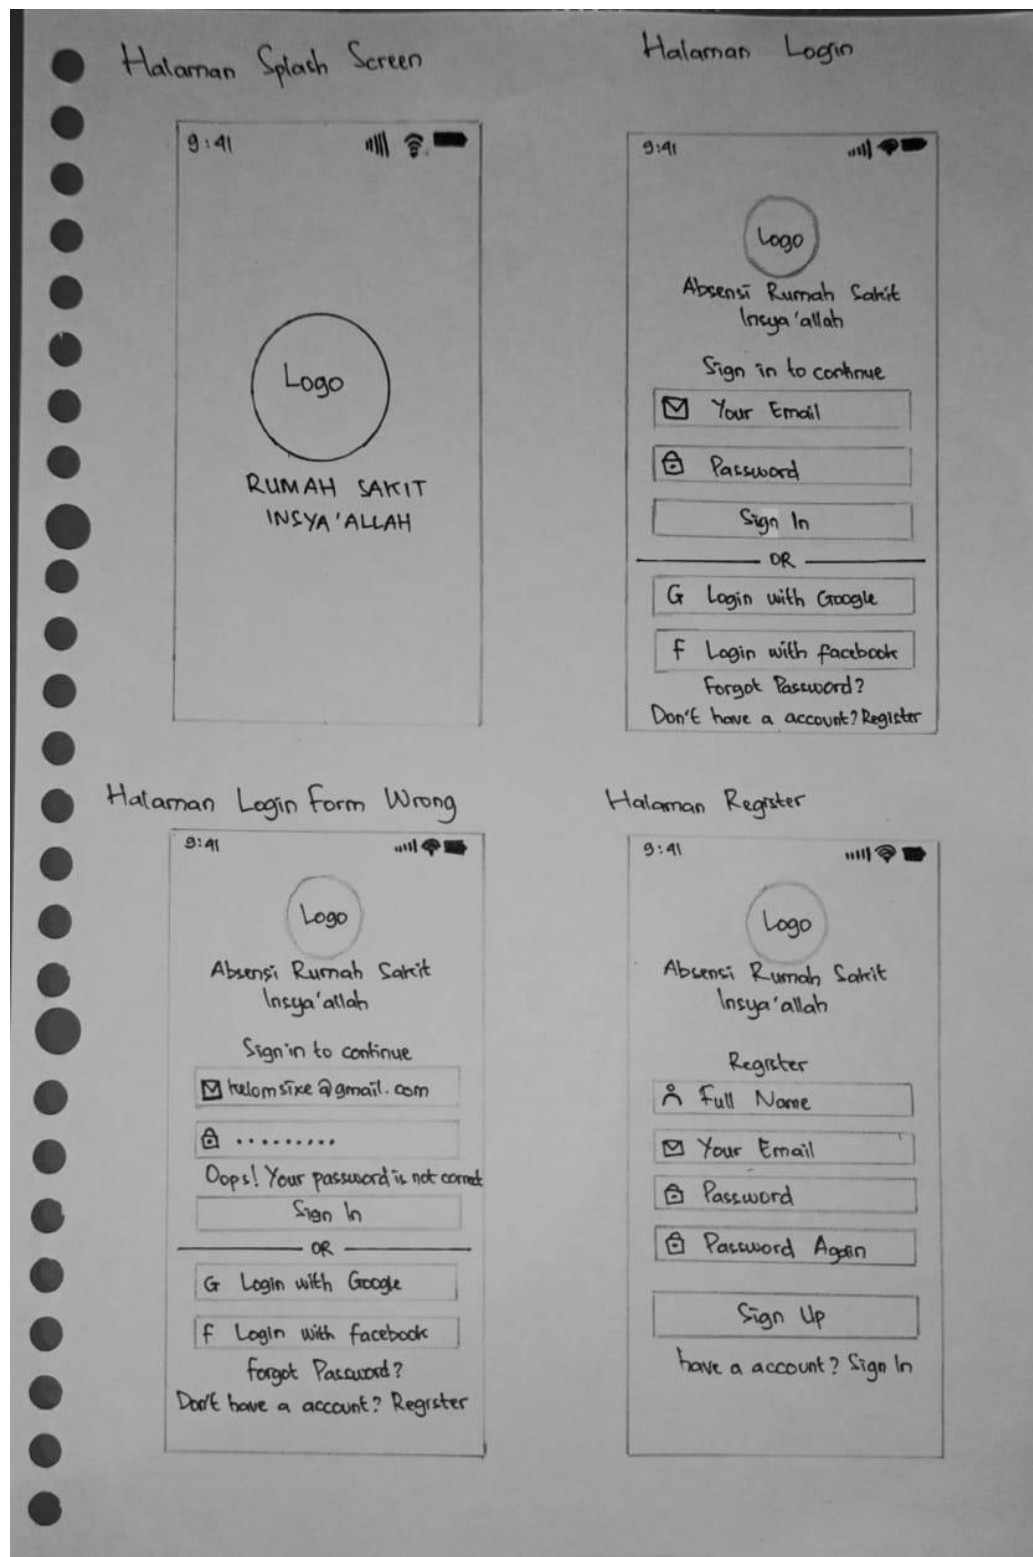 Halaman Splash Screen
9:41
Logo
RUMAH SAKIT
INSYA'ALLAH
Halaman Login
9:41
Logo
Absensi Rumah Sakit
Insya'allah
Sign in to continue
Your Email
Password
Sign In
OR
G Login with Google
f Login with facebook
Forgot Password?
Don't have a account? Register
Halaman Login Form Wrong
9:41
Logo
Absensi Rumah Sakit
Insya'allah
Sign in to continue
helomsixe@gmail.com
.........
Oops! Your password is not correct
Sign In
OR
G Login with Google
f Login with facebook
Forgot Password?
Don't have a account? Register
Halaman Register
9:41
Logo
Absensi Rumah Sakit
Insya'allah
Register
Full Name
Your Email
Password
Password Again
Sign Up
have a account? Sign In